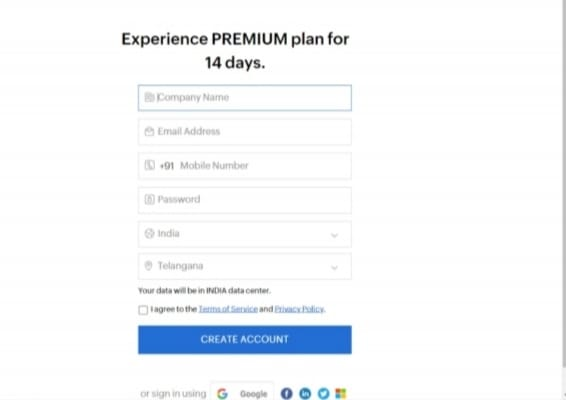 Experience PREMIUM plan for
14 days.
Company Name
Email Address
+91 Mobile Number
Password
India
Telangana
Your data will be in INDIA data center.
I agree to the Terms of Service and Privacy Policy.
CREATE ACCOUNT
or sign in using G Google f in